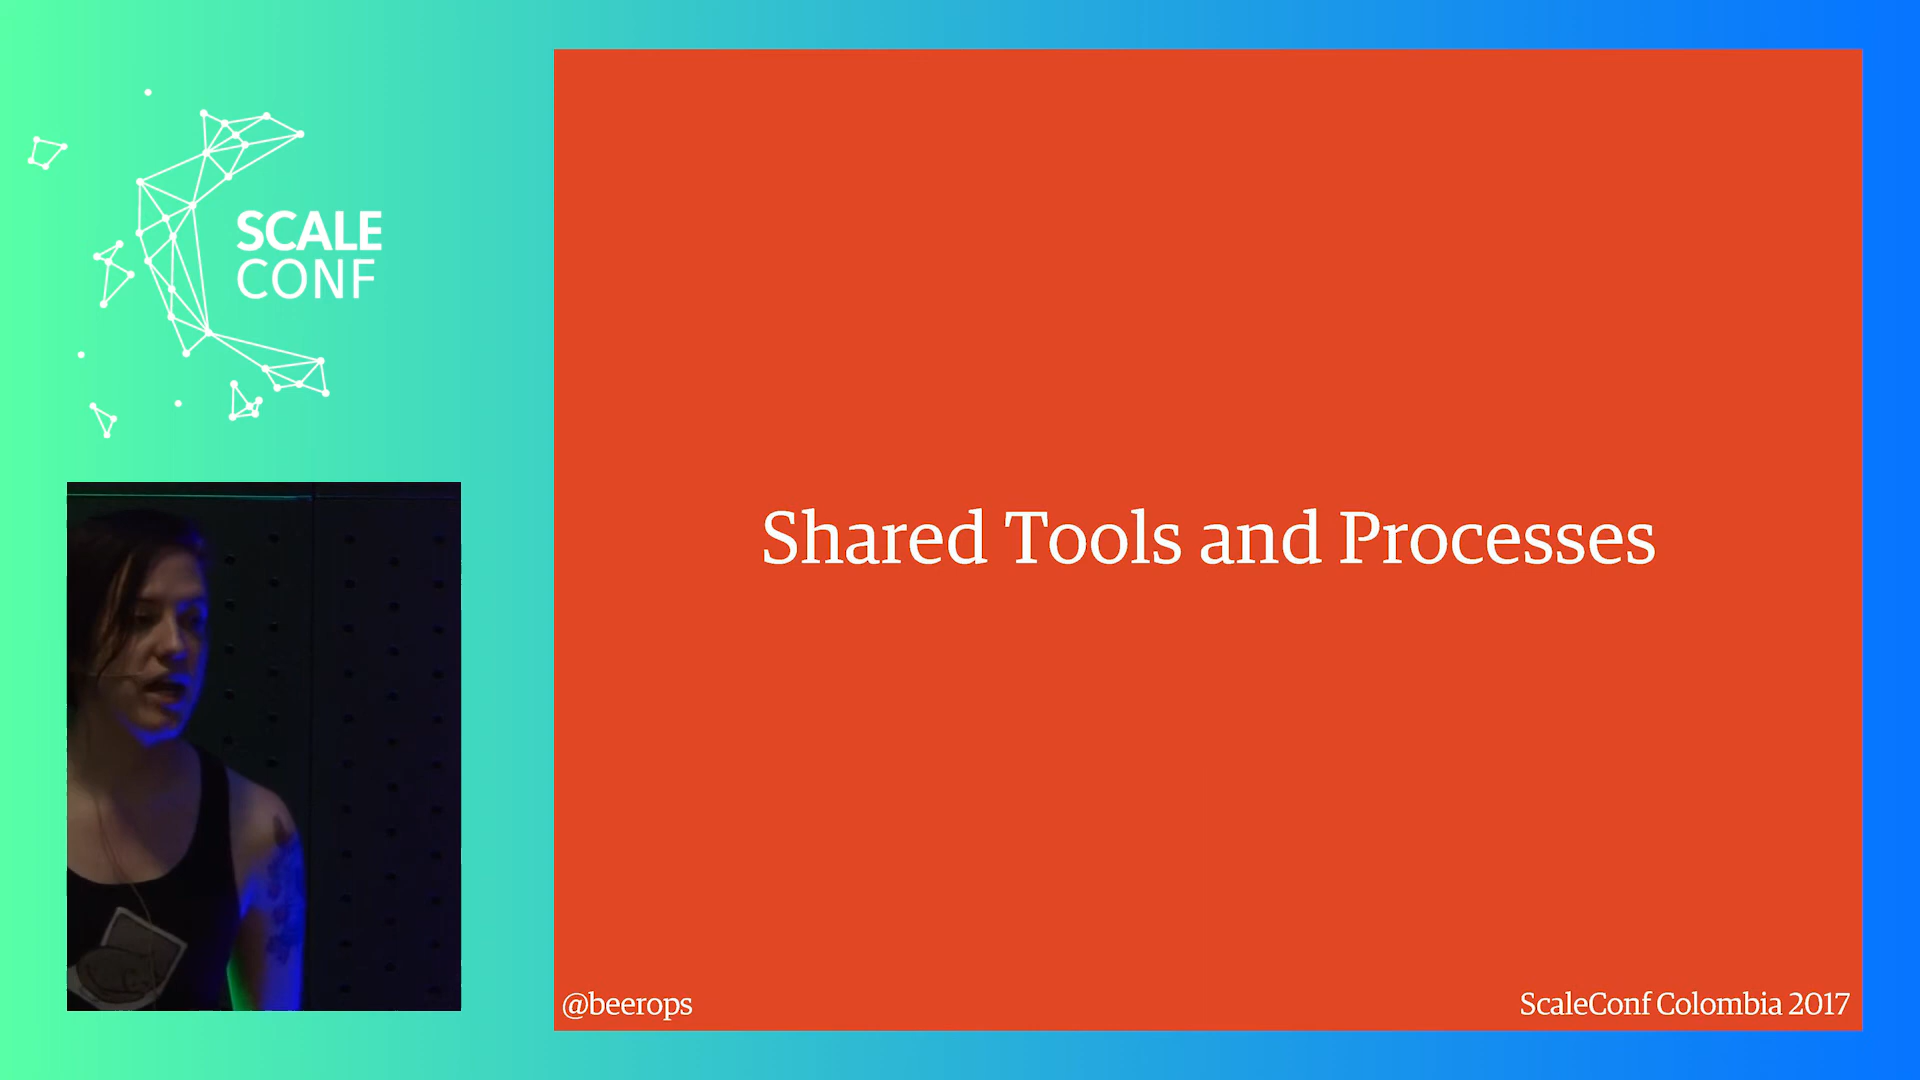 SCALE
CONF
Shared Tools and Processes
@beerops
ScaleConf Colombia 2017